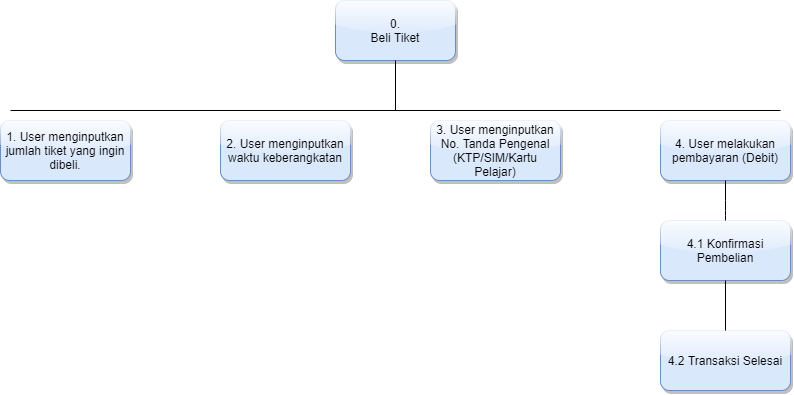 0.
Beli Tiket
1. User menginputkan
jumlah tiket yang ingin
dibeli.
2. User menginputkan
waktu keberangkatan
3. User menginputkan
No. Tanda Pengenal
(KTP/SIM/Kartu
Pelajar)
4. User melakukan
pembayaran (Debit)
4.1 Konfirmasi
Pembelian
4.2 Transaksi Selesai